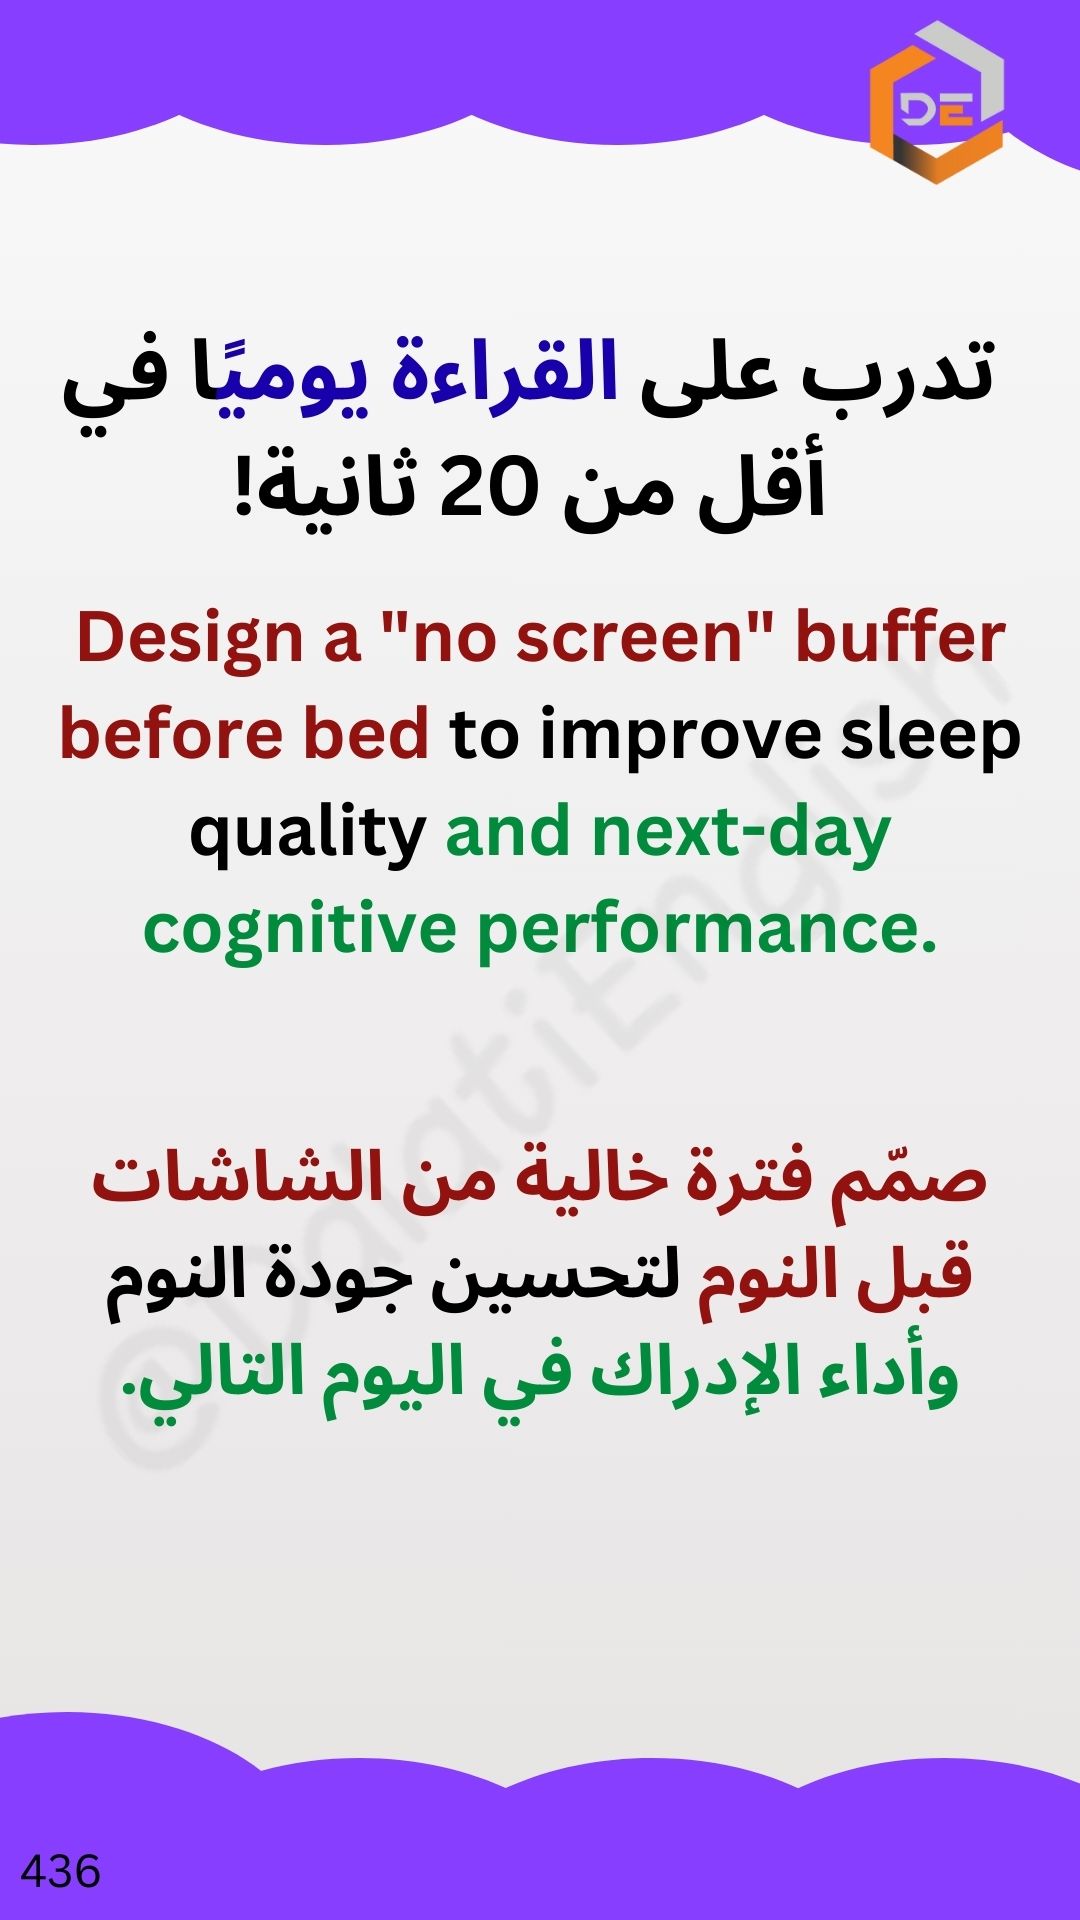 DE
تدرب على القراءة يوميًا في
أقل من 20 ثانية!
Design a "no screen" buffer
before bed to improve sleep
quality and next-day
cognitive performance.
صمّم فترة خالية من الشاشات
قبل النوم لتحسين جودة النوم
وأداء الإدراك في اليوم التالي.
@DalatiEnglish
436